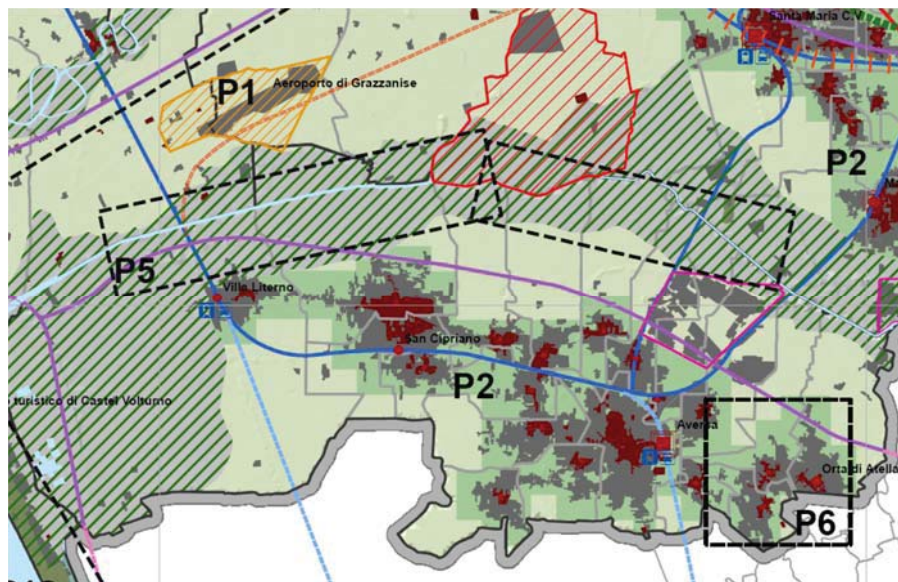 Santa Maria C.V
P1
Aeroporto di Grazzanise
P2
P5
Villa Literno
San Cipriano
P2
o turistico di Castel Volturno
Aversa
Orta di Atella
P6